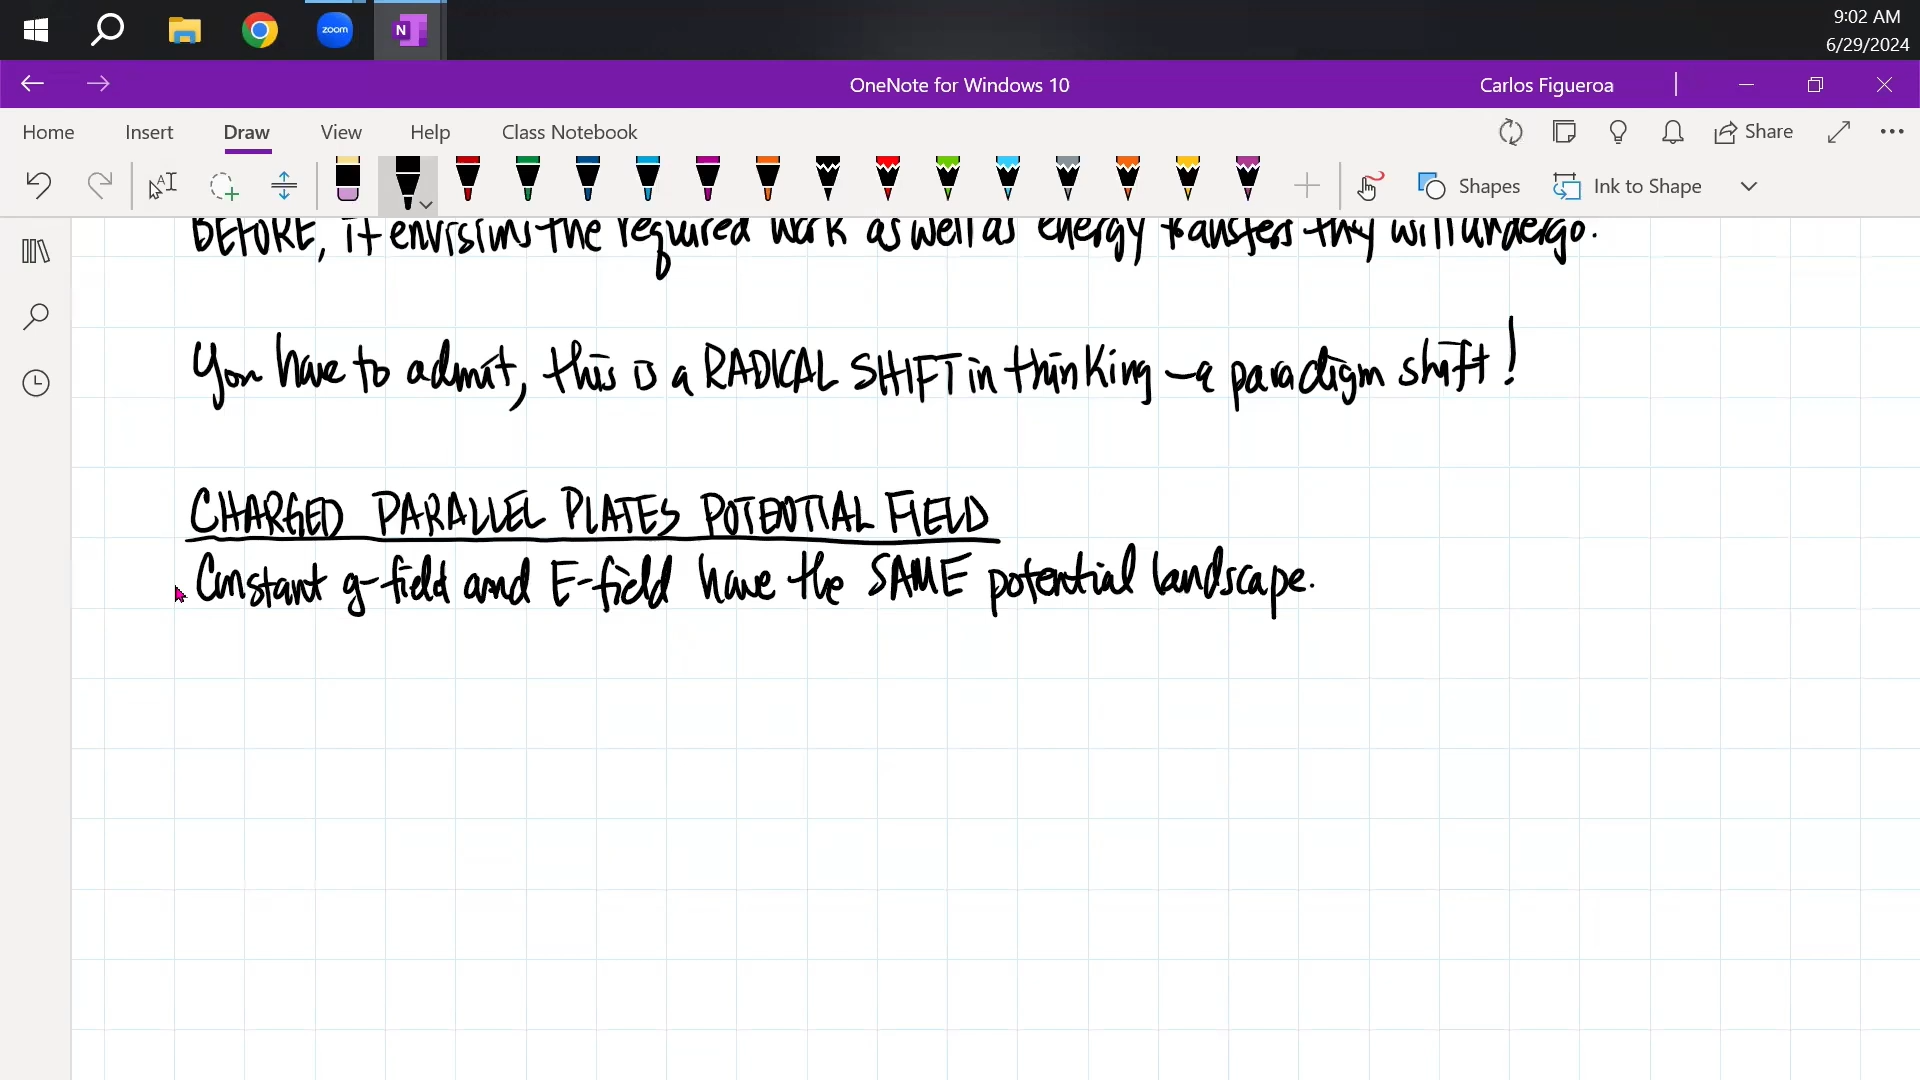 9:02 AM
6/29/2024
zoom
N
OneNote for Windows 10
Carlos Figueroa
Home Insert Draw View Help Class Notebook
Share
Shapes Ink to Shape
BEFORE, it envisions the required work as well as energy transfers they will undergo.
You have to admit, this is a RADICAL SHIFT in thinking – a paradigm shift!
CHARGED PARALLEL PLATES POTENTIAL FIELD
Constant g-field and E-field have the SAME potential landscape.